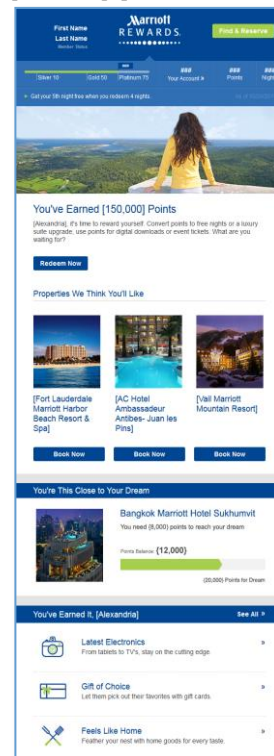 First Name
Last Name
Member Status
Marriott
REWARDS.
Find & Reserve
###
Silver 10
Gold 50
Platinum 75
###
Your Account »
###
Points
###
Nigh
Get your 5th night free when you redeem 4 nights.
You've Earned [150,000] Points
[Alexandria], it's time to reward yourself. Convert points to free nights or a luxury
suite upgrade, use points for digital downloads or event tickets. What are you
waiting for?
Redeem Now
Properties We Think You'll Like
[Fort Lauderdale
Marriott Harbor
Beach Resort &
Spa]
[AC Hotel
Ambassadeur
Antibes- Juan les
Pins]
[Vail Marriott
Mountain Resort]
Book Now
Book Now
Book Now
You're This Close to Your Dream
Bangkok Marriott Hotel Sukhumvit
You need {8,000} points to reach your dream
Points Balance: {12,000}
{20,000} Points for Dream
You've Earned It, [Alexandria]
See All »
Latest Electronics
From tablets to TV's, stay on the cutting edge.
Gift of Choice
Let them pick out their favorites with gift cards.
Feels Like Home
Feather your nest with home goods for every taste.